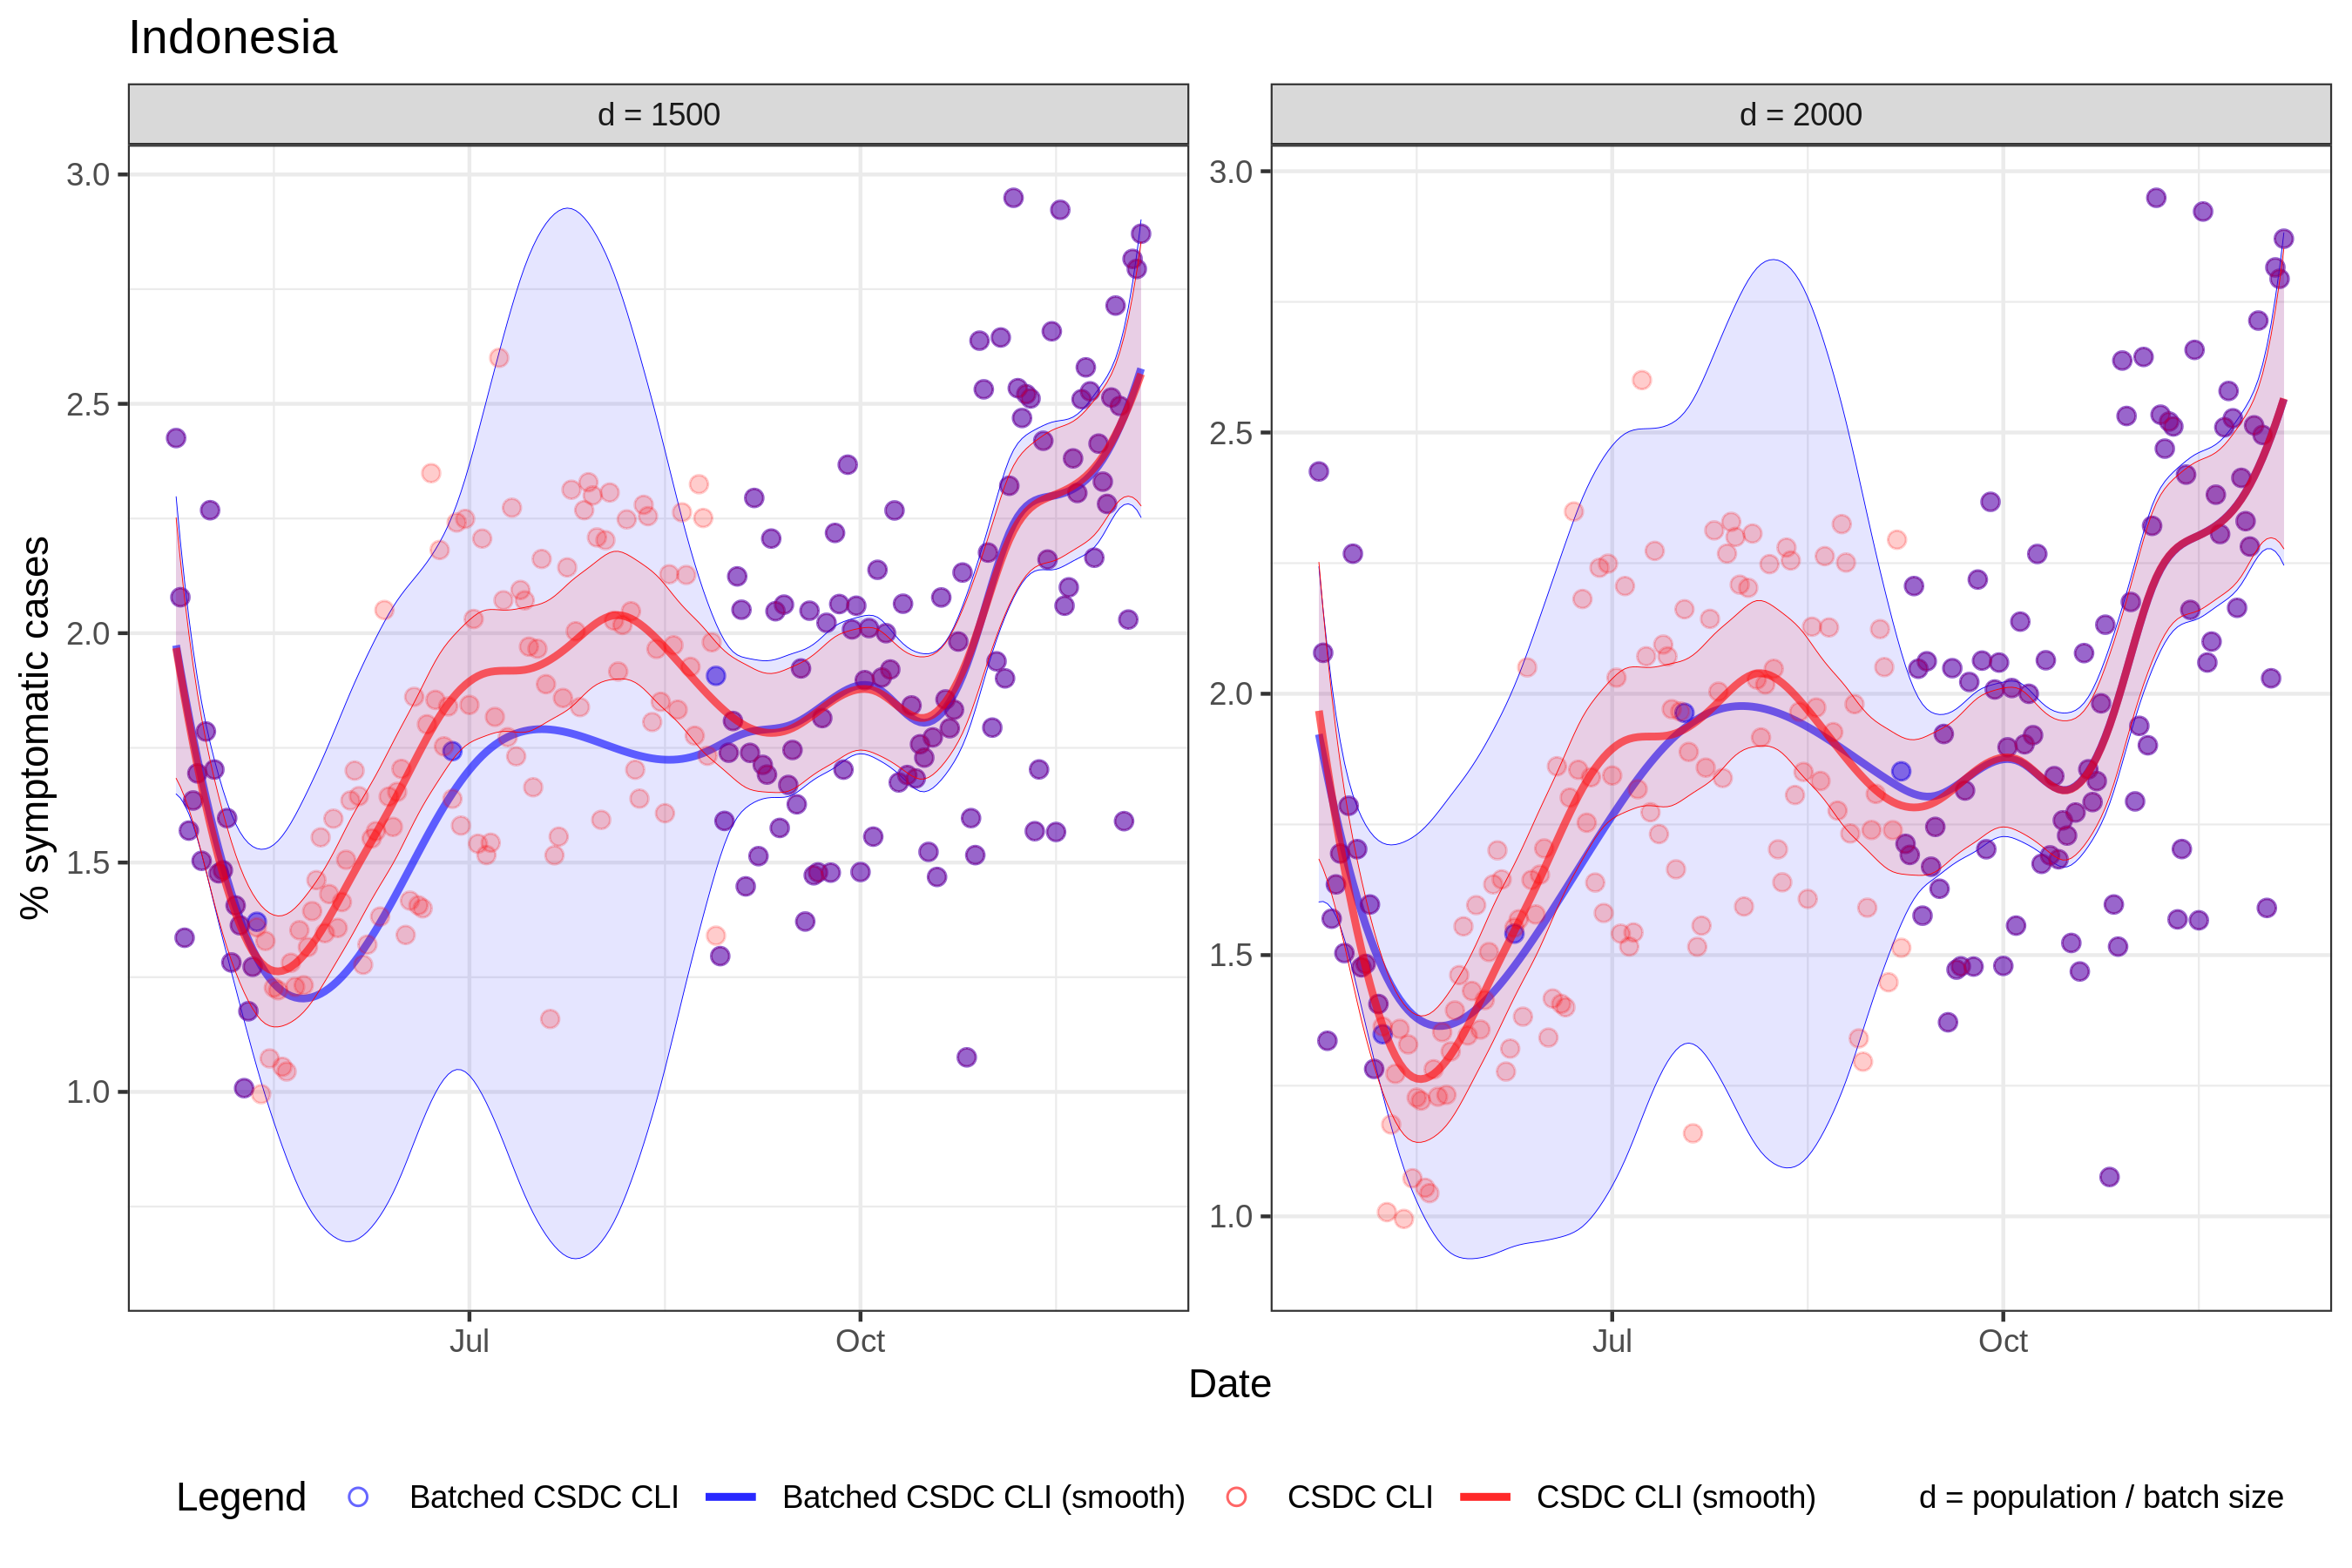 Indonesia
d = 1500
d = 2000
% symptomatic cases
3.0
2.5
2.0
1.5
1.0
3.0
2.5
2.0
1.5
1.0
Jul
Oct
Jul
Oct
Date
Legend Batched CSDC CLI Batched CSDC CLI (smooth) CSDC CLI CSDC CLI (smooth) d = population / batch size